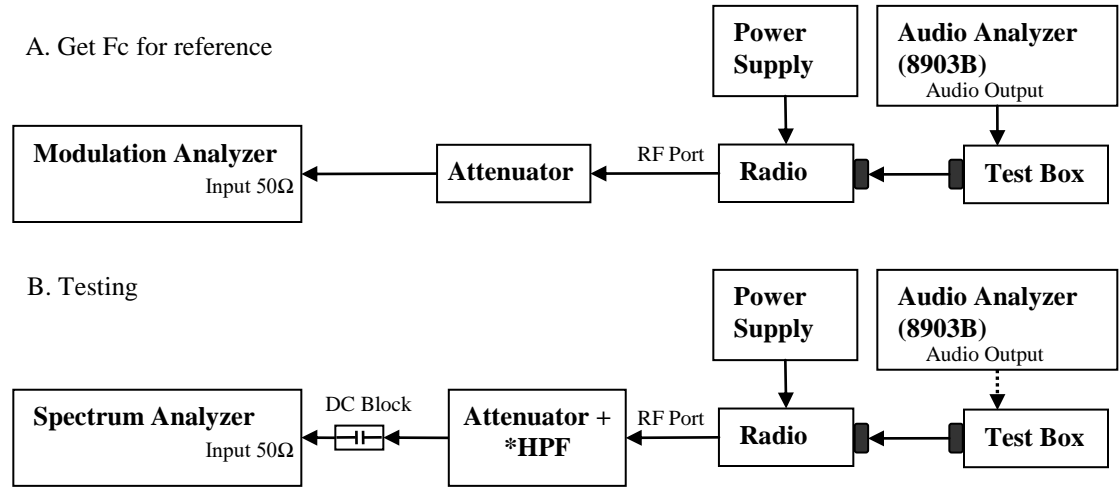 A. Get Fc for reference
Power
Supply
Audio Analyzer
(8903B)
Audio Output
Modulation Analyzer
Input 50Ω
Attenuator
RF Port
Radio
Test Box
B. Testing
Power
Supply
Audio Analyzer
(8903B)
Audio Output
Spectrum Analyzer
Input 50Ω
DC Block
Attenuator +
*HPF
RF Port
Radio
Test Box